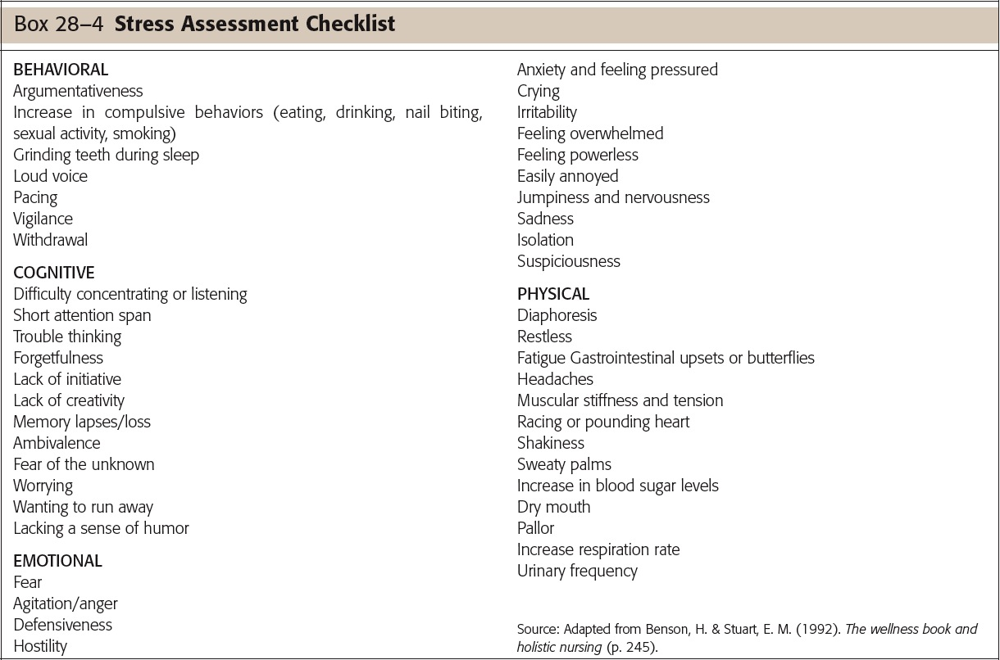 Box 28–4 Stress Assessment Checklist
BEHAVIORAL
Argumentativeness
Increase in compulsive behaviors (eating, drinking, nail biting,
sexual activity, smoking)
Grinding teeth during sleep
Loud voice
Pacing
Vigilance
Withdrawal
COGNITIVE
Difficulty concentrating or listening
Short attention span
Trouble thinking
Forgetfulness
Lack of initiative
Lack of creativity
Memory lapses/loss
Ambivalence
Fear of the unknown
Worrying
Wanting to run away
Lacking a sense of humor
EMOTIONAL
Fear
Agitation/anger
Defensiveness
Hostility
Anxiety and feeling pressured
Crying
Irritability
Feeling overwhelmed
Feeling powerless
Easily annoyed
Jumpiness and nervousness
Sadness
Isolation
Suspiciousness
PHYSICAL
Diaphoresis
Restless
Fatigue Gastrointestinal upsets or butterflies
Headaches
Muscular stiffness and tension
Racing or pounding heart
Shakiness
Sweaty palms
Increase in blood sugar levels
Dry mouth
Pallor
Increase respiration rate
Urinary frequency
Source: Adapted from Benson, H. & Stuart, E. M. (1992). The wellness book and
holistic nursing (p. 245).